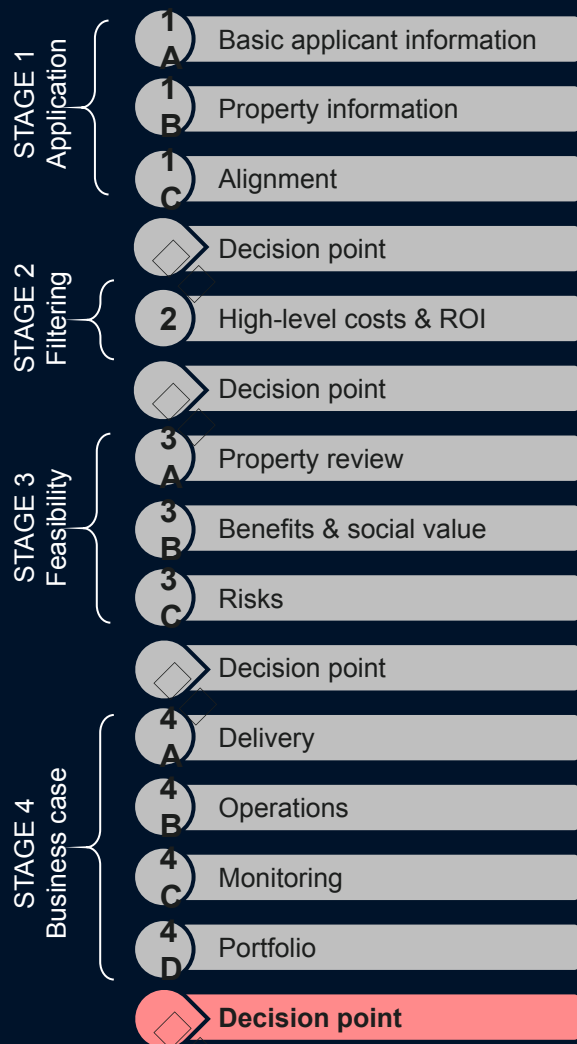 STAGE 1
Application
1
A
Basic applicant information
1
B
Property information
1
C
Alignment
Decision point
STAGE 2
Filtering
2
High-level costs & ROI
Decision point
STAGE 3
Feasibility
3
A
Property review
3
B
Benefits & social value
3
C
Risks
Decision point
STAGE 4
Business case
4
A
Delivery
4
B
Operations
4
C
Monitoring
4
D
Portfolio
Decision point